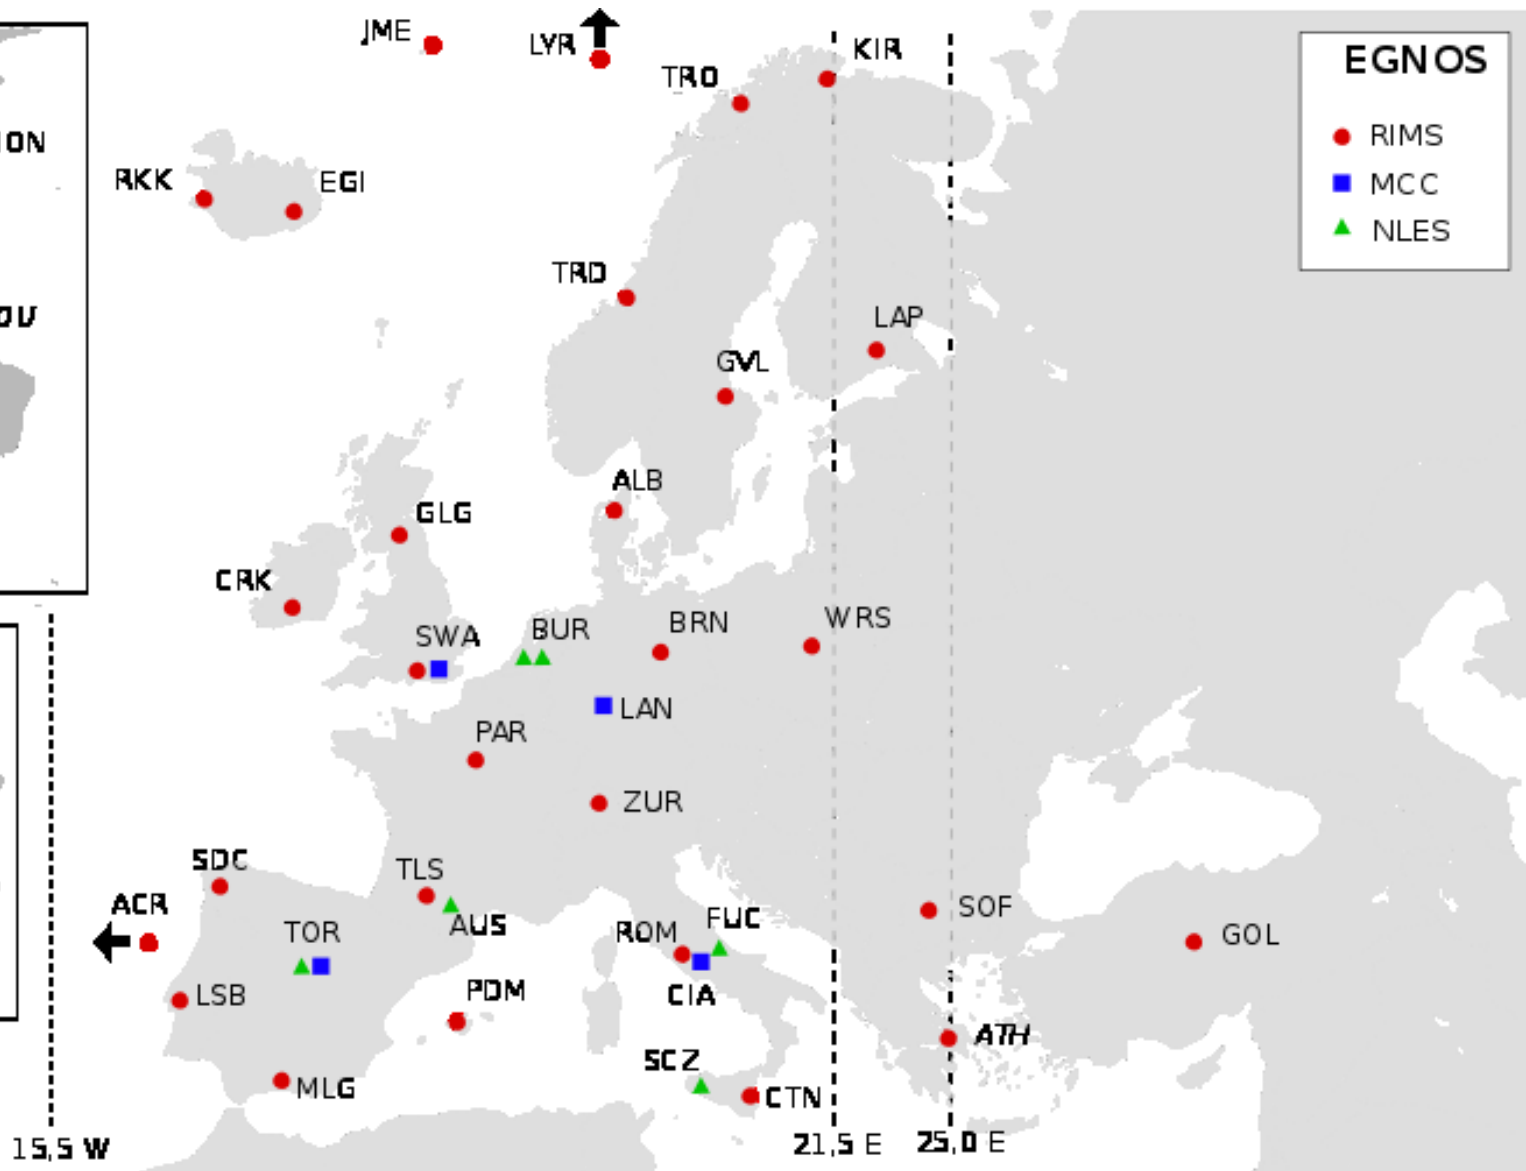 JME
LYR
TRO
KIR
EGNOS
RIMS
MCC
NLES
RKK
EGI
TRD
LAP
GVL
ALB
GLG
CRK
SWA
BUR
BRN
WRS
LAN
PAR
ZUR
SDC
TLS
ACR
AUS
TOR
ROM
FUC
SOF
GOL
LSB
PDM
CIA
ATH
MLG
SCZ
CTN
15,5 W
21,5 E
25,0 E